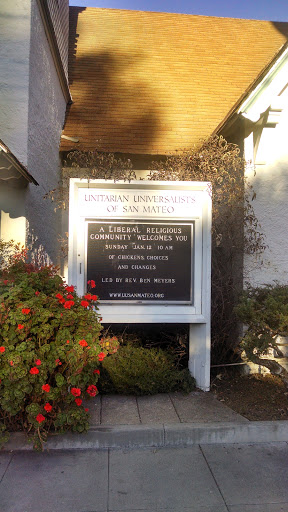 Unitarian Universalists
of San Mateo
A Liberal Religious
Community Welcomes You
Sunday Jan. 12 10 AM
Of Chickens, Choices
and Changes
Led by Rev. Ben Meyers
www.uusanmateo.org